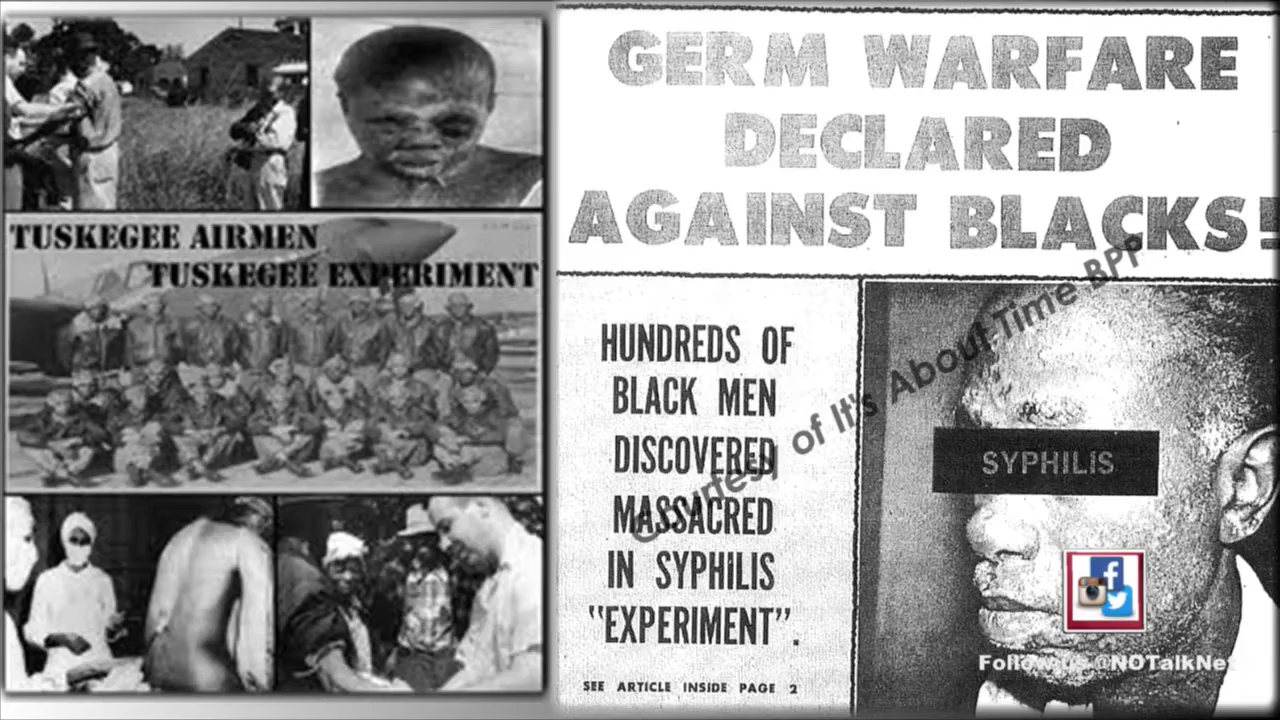 TUSKEGEE AIRMEN
TUSKEGEE EXPERIMENT
GERM WARFARE
DECLARED
AGAINST BLACKS!
HUNDREDS OF
BLACK MEN
DISCOVERED
MASSACRED
IN SYPHILIS
"EXPERIMENT".
SEE ARTICLE INSIDE PAGE 2
SYPHILIS
Courtesy of It's About Time BPP
Follow us @NOTalkNe